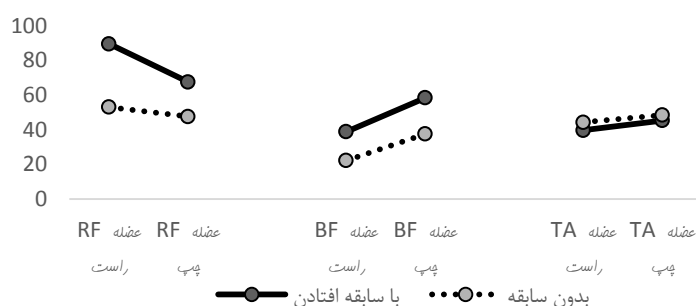 100
80
60
40
20
0
عضله RF راست
عضله RF چپ
عضله BF راست
عضله BF چپ
عضله TA راست
عضله TA چپ
با سابقه افتادن
بدون سابقه